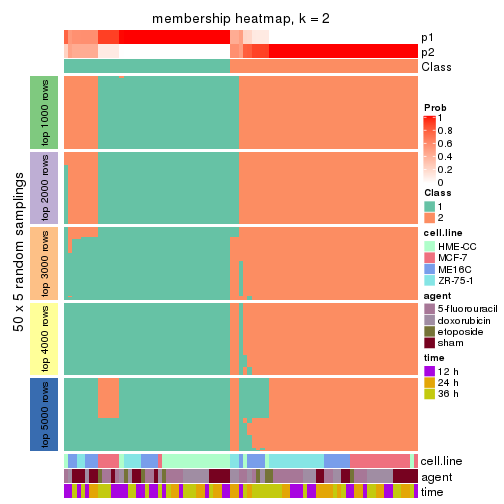 membership heatmap, k = 2
p1
p2
Class
50 x 5 random samplings
top 1000 rows
top 2000 rows
top 3000 rows
top 4000 rows
top 5000 rows
cell.line
agent
time
Prob
1
0.8
0.6
0.4
0.2
0
Class
1
2
cell.line
HME-CC
MCF-7
ME16C
ZR-75-1
agent
5-fluorouracil
doxorubicin
etoposide
sham
time
12 h
24 h
36 h